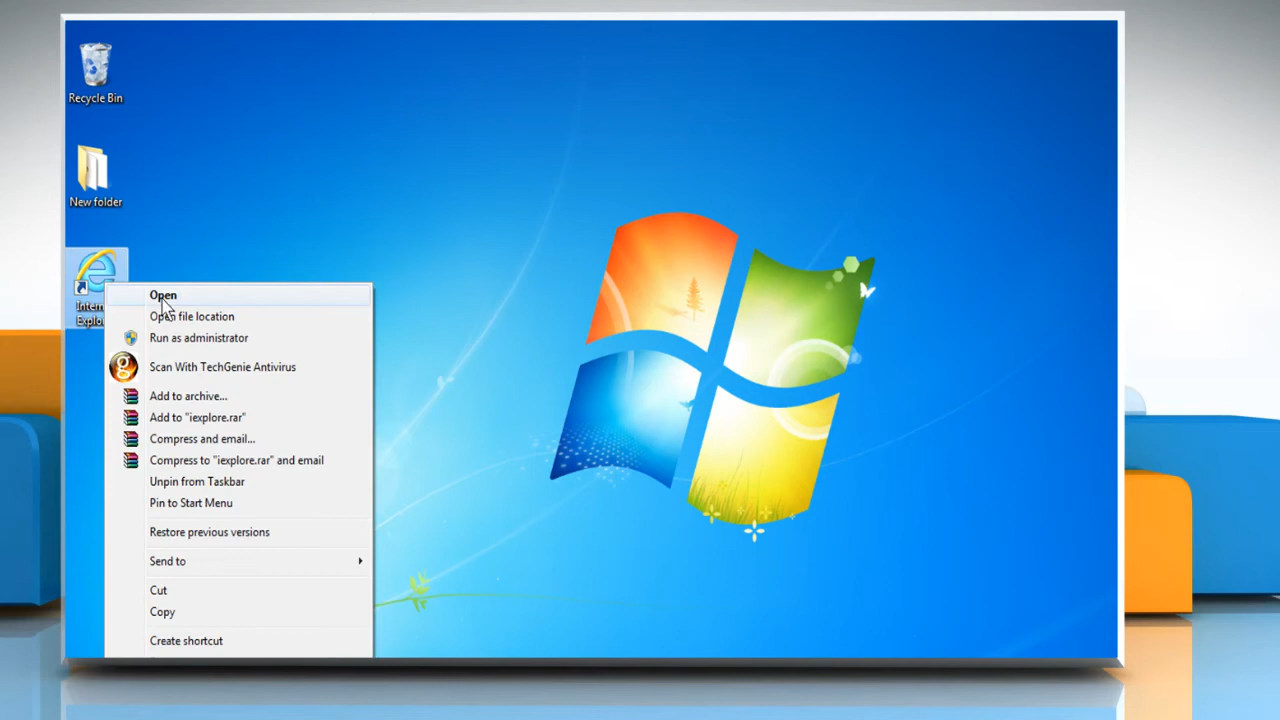 Recycle Bin
New folder
Intern
Explo
Open
Open file location
Run as administrator
g
Scan With TechGenie Antivirus
Add to archive...
Add to "iexplore.rar"
Compress and email...
Compress to "iexplore.rar" and email
Unpin from Taskbar
Pin to Start Menu
Restore previous versions
Send to
Cut
Copy
Create shortcut